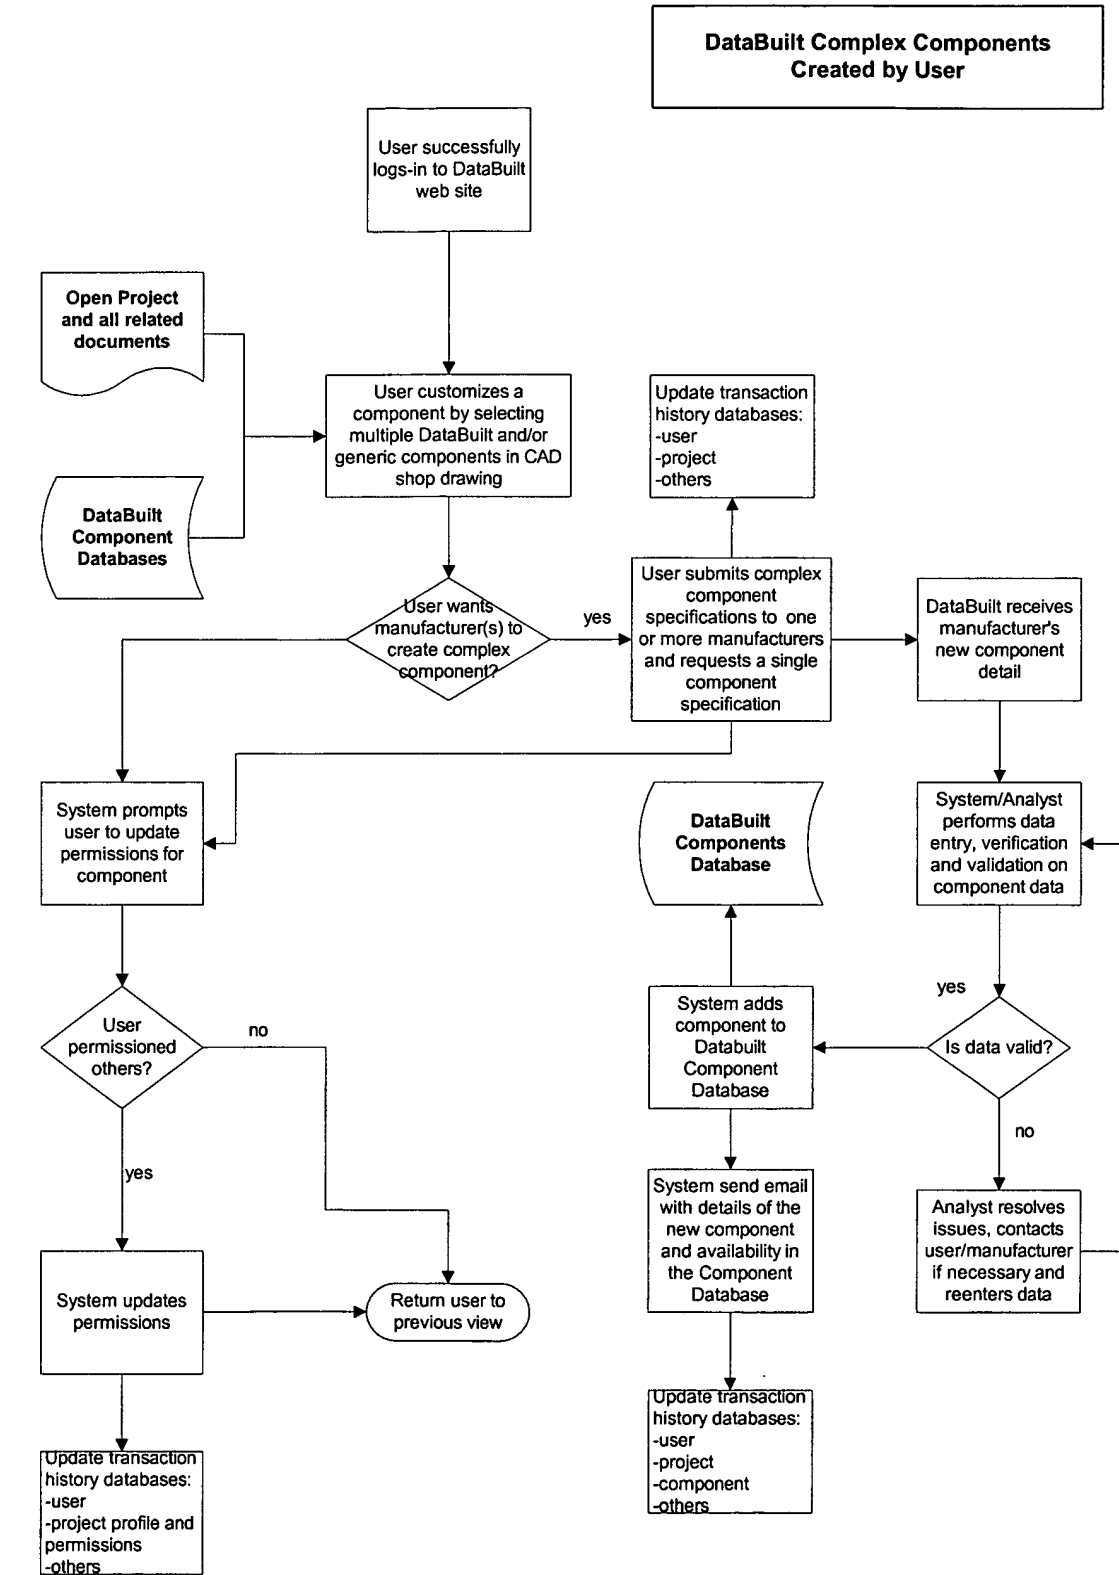 DataBuilt Complex Components
Created by User
User successfully
logs-in to DataBuilt
web site
Open Project
and all related
documents
User customizes a
component by selecting
multiple DataBuilt and/or
generic components in CAD
shop drawing
Update transaction
history databases:
-user
-project
-others
DataBuilt
Component
Databases
User wants
manufacturer(s) to
create complex
component?
yes
User submits complex
component
specifications to one
or more manufacturers
and requests a single
component
specification
DataBuilt receives
manufacturer's
new component
detail
System prompts
user to update
permissions for
component
DataBuilt
Components
Database
System/Analyst
performs data
entry, verification
and validation on
component data
User
permissioned
others?
no
yes
System adds
component to
Databuilt
Component
Database
yes
Is data valid?
no
System send email
with details of the
new component
and availability in
the Component
Database
Analyst resolves
issues, contacts
user/manufacturer
if necessary and
reenters data
System updates
permissions
Return user to
previous view
Update transaction
history databases:
-user
-project
-component
-others
Update transaction
history databases:
-user
-project profile and
permissions
-others